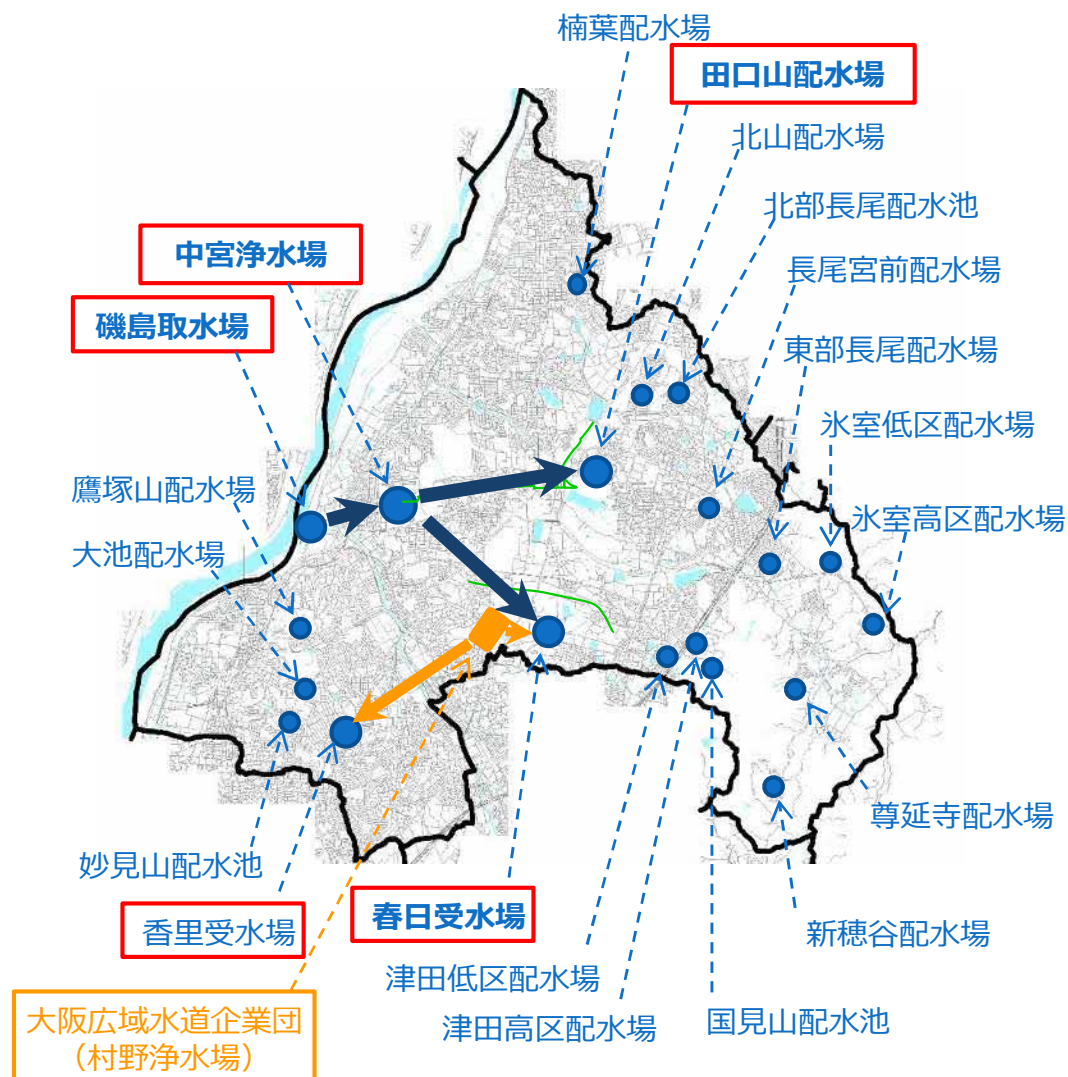 楠葉配水場
田口山配水場
北山配水場
北部長尾配水池
中宮浄水場
長尾宮前配水場
磯島取水場
東部長尾配水場
氷室低区配水場
鷹塚山配水場
氷室高区配水場
大池配水場
尊延寺配水場
妙見山配水池
春日受水場
香里受水場
新穂谷配水場
津田低区配水場
大阪広域水道企業団
（村野浄水場）
津田高区配水場
国見山配水池